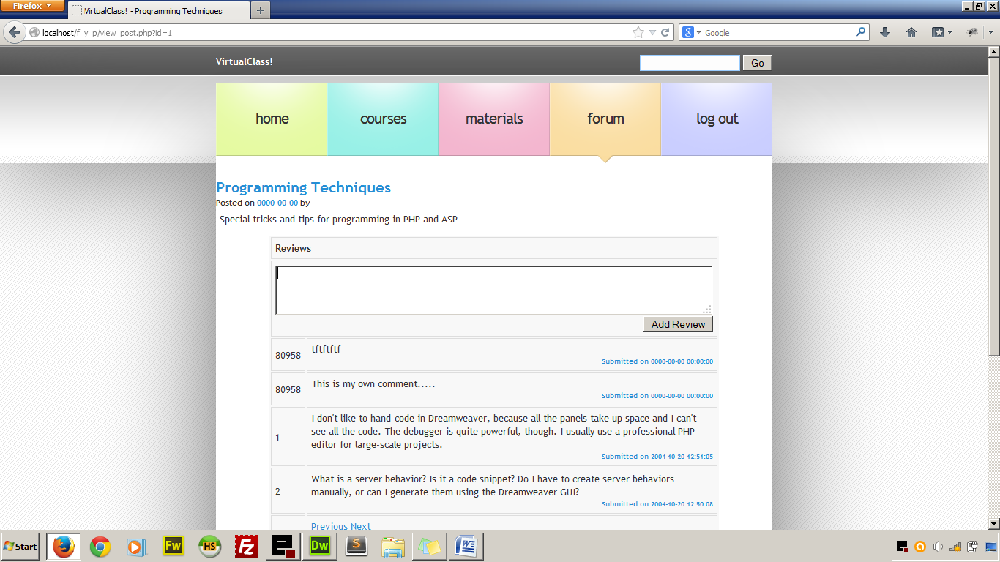 Firefox
VirtualClass! - Programming Techniques
localhost/f_y_p/view_post.php?id=1
Google
VirtualClass!
Go
home
courses
materials
forum
log out
Programming Techniques
Posted on 0000-00-00 by
Special tricks and tips for programming in PHP and ASP
Reviews
Add Review
80958
tftftftf
Submitted on 0000-00-00 00:00:00
80958
This is my own comment.....
Submitted on 0000-00-00 00:00:00
1
I don't like to hand-code in Dreamweaver, because all the panels take up space and I can't
see all the code. The debugger is quite powerful, though. I usually use a professional PHP
editor for large-scale projects.
Submitted on 2004-10-20 12:51:05
2
What is a server behavior? Is it a code snippet? Do I have to create server behaviors
manually, or can I generate them using the Dreamweaver GUI?
Submitted on 2004-10-20 12:50:08
Previous Next
Start
Fw
HS
Fz
Dw
S
W